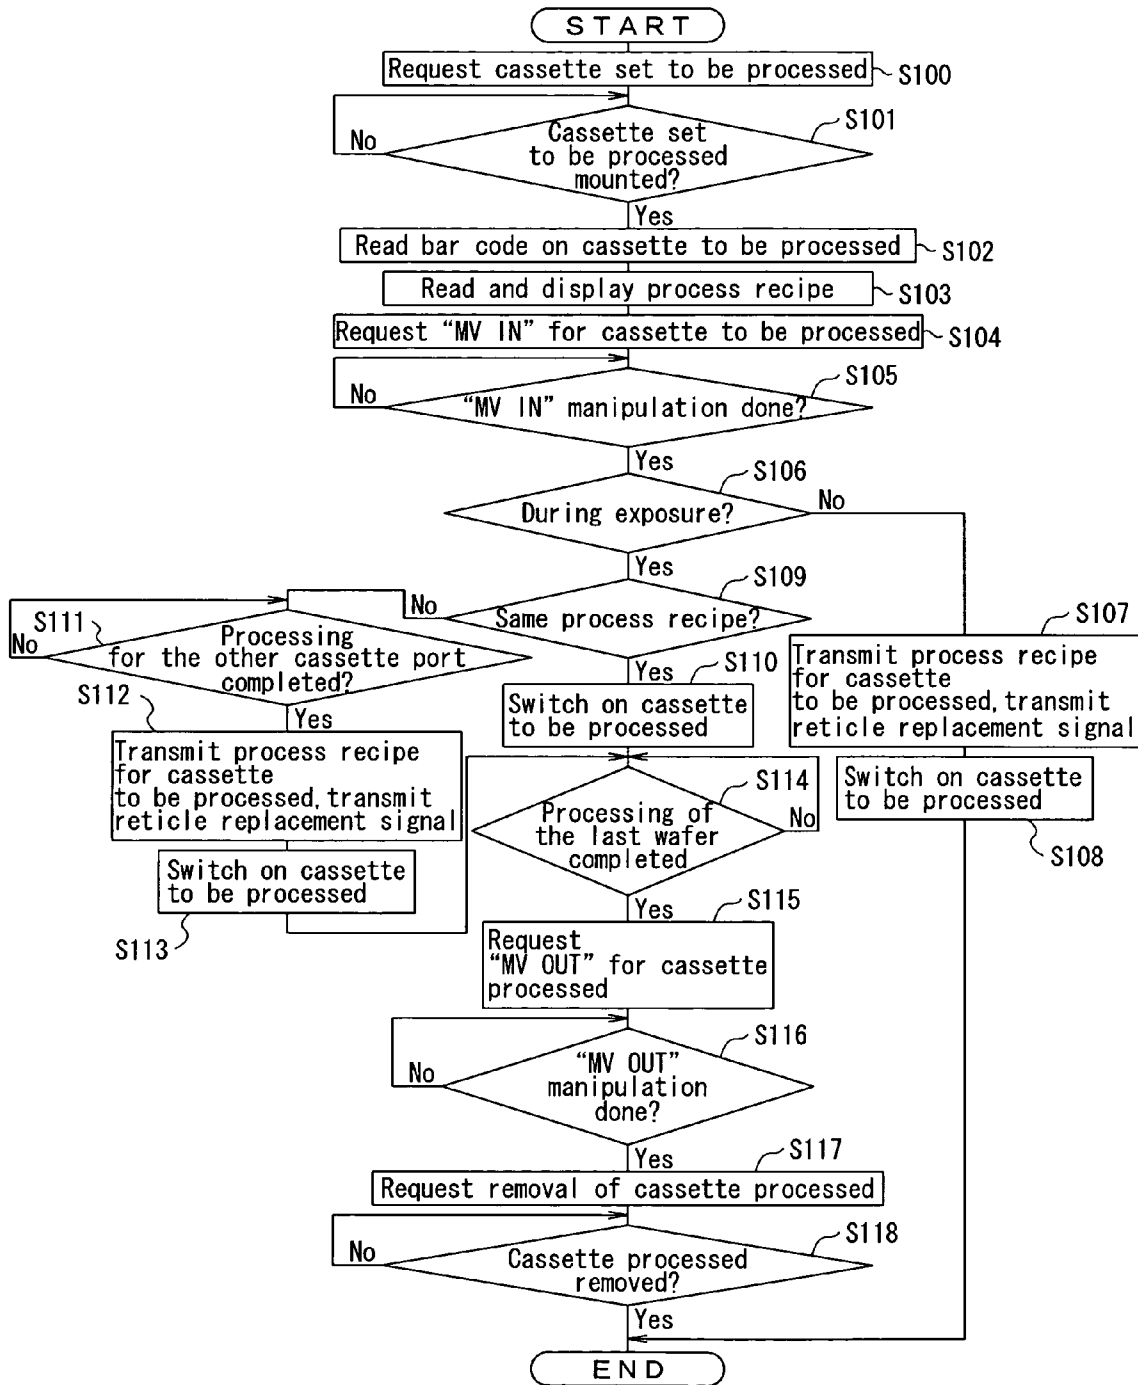 START
Request cassette set to be processed
S100
S101
No
Cassette set
to be processed
mounted?
Yes
Read bar code on cassette to be processed
S102
Read and display process recipe
S103
Request “MV IN” for cassette to be processed
S104
S105
No
“MV IN” manipulation done?
Yes
S106
During exposure?
No
Yes
S109
No
Same process recipe?
Yes
S111
No
Processing
for the other cassette port
completed?
Yes
S112
Transmit process recipe
for cassette
to be processed, transmit
reticle replacement signal
Switch on cassette
to be processed
S113
S110
Switch on cassette
to be processed
S107
Transmit process recipe
for cassette
to be processed, transmit
reticle replacement signal
Switch on cassette
to be processed
S108
S114
Processing of
the last wafer
completed
No
Yes
S115
Request
“MV OUT” for cassette
processed
S116
No
“MV OUT”
manipulation
done?
Yes
S117
Request removal of cassette processed
S118
No
Cassette processed
removed?
Yes
END